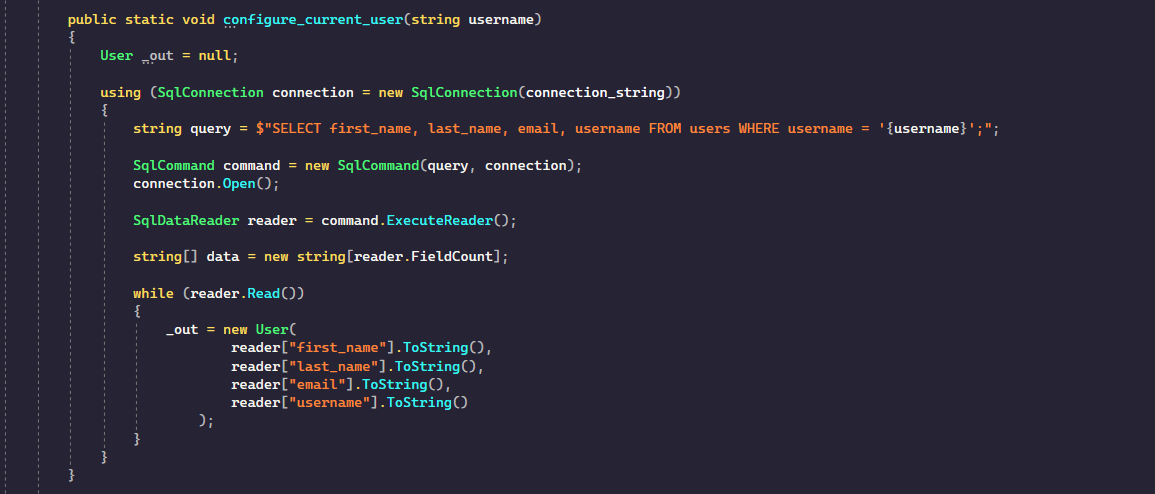 public static void configure_current_user(string username)
{
User _out = null;
using (SqlConnection connection = new SqlConnection(connection_string))
{
string query = $"SELECT first_name, last_name, email, username FROM users WHERE username = '{username}';";
SqlCommand command = new SqlCommand(query, connection);
connection.Open();
SqlDataReader reader = command.ExecuteReader();
string[] data = new string[reader.FieldCount];
while (reader.Read())
{
_out = new User(
reader["first_name"].ToString(),
reader["last_name"].ToString(),
reader["email"].ToString(),
reader["username"].ToString()
);
}
}
}